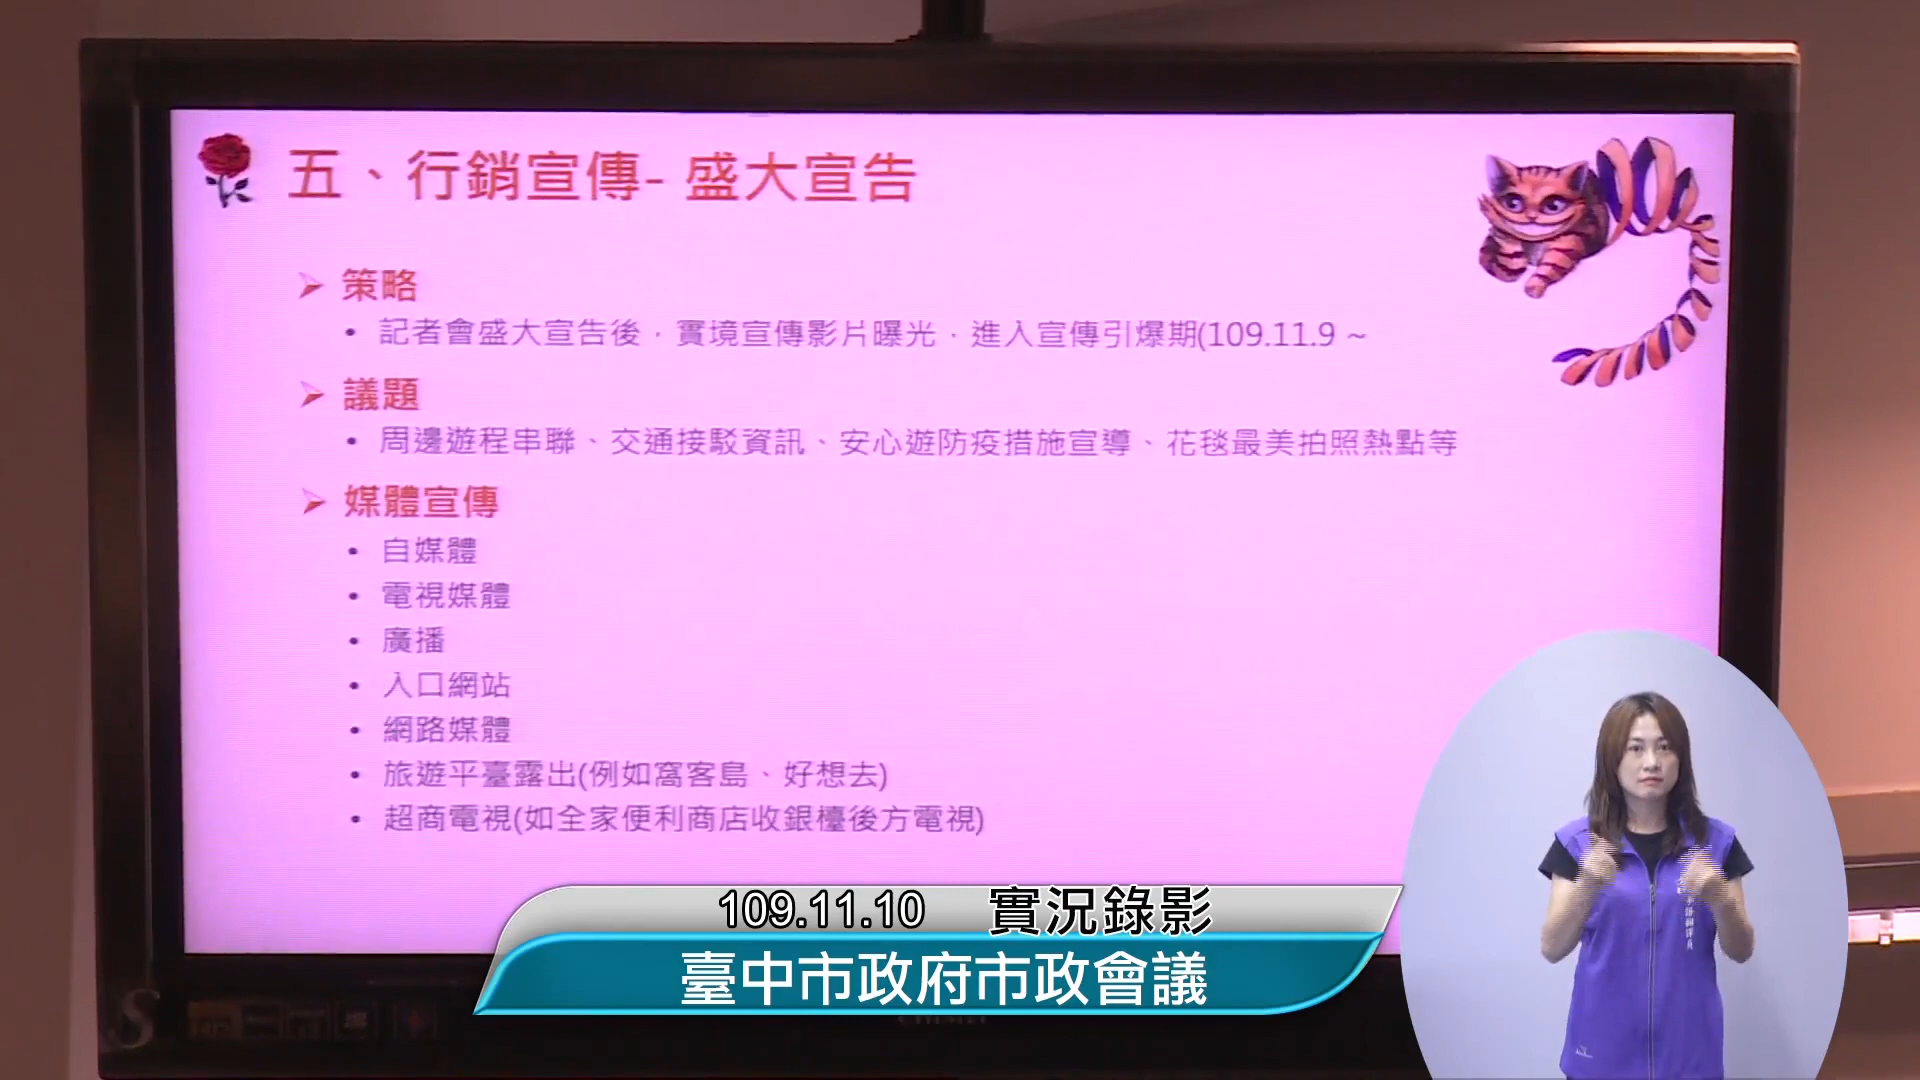 五、行銷宣傳- 盛大宣告
策略
記者會盛大宣告後，實境宣傳影片曝光，進入宣傳引爆期(109.11.9 ~
議題
周邊遊程串聯、交通接駁資訊、安心遊防疫措施宣導、花毯最美拍照熱點等
媒體宣傳
自媒體
電視媒體
廣播
入口網站
網路媒體
旅遊平臺露出(例如窩客島、好想去)
超商電視(如全家便利商店收銀檯後方電視)
109.11.10 實況錄影
臺中市政府市政會議